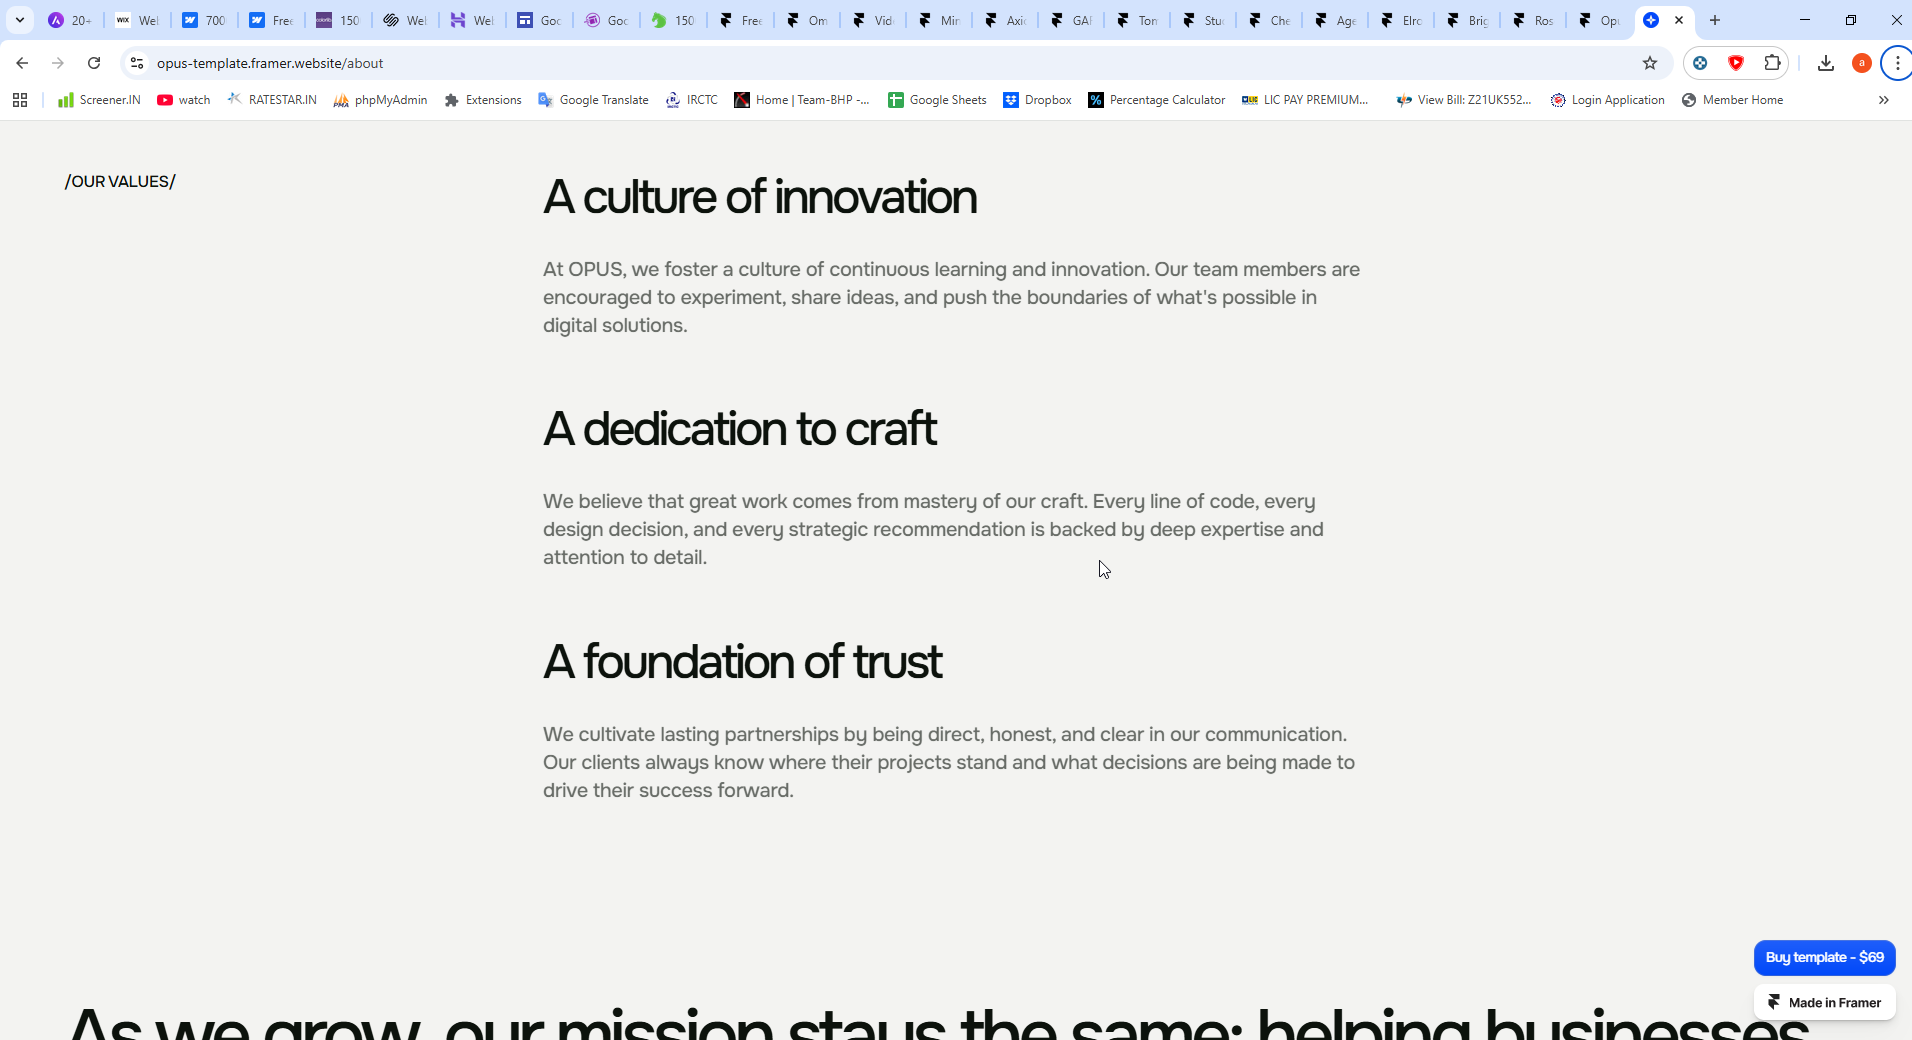 20+
Wel
700
Free
150
Wel
Wel
Goo
Goo
150
Free
Om
Vide
Min
Axio
GAI
Tom
Stu
Che
Age
Elro
Brig
Ros
Opu
opus-template.framer.website/about
a
Screener.IN
watch
RATESTAR.IN
phpMyAdmin
Extensions
Google Translate
IRCTC
Home | Team-BHP -...
Google Sheets
Dropbox
Percentage Calculator
LIC PAY PREMIUM...
View Bill: Z21UK552...
Login Application
Member Home
/OUR VALUES/
A culture of innovation
At OPUS, we foster a culture of continuous learning and innovation. Our team members are
encouraged to experiment, share ideas, and push the boundaries of what's possible in
digital solutions.
A dedication to craft
We believe that great work comes from mastery of our craft. Every line of code, every
design decision, and every strategic recommendation is backed by deep expertise and
attention to detail.
A foundation of trust
We cultivate lasting partnerships by being direct, honest, and clear in our communication.
Our clients always know where their projects stand and what decisions are being made to
drive their success forward.
Buy template - $69
Made in Framer
As we grow, our mission stays the same: helping businesses